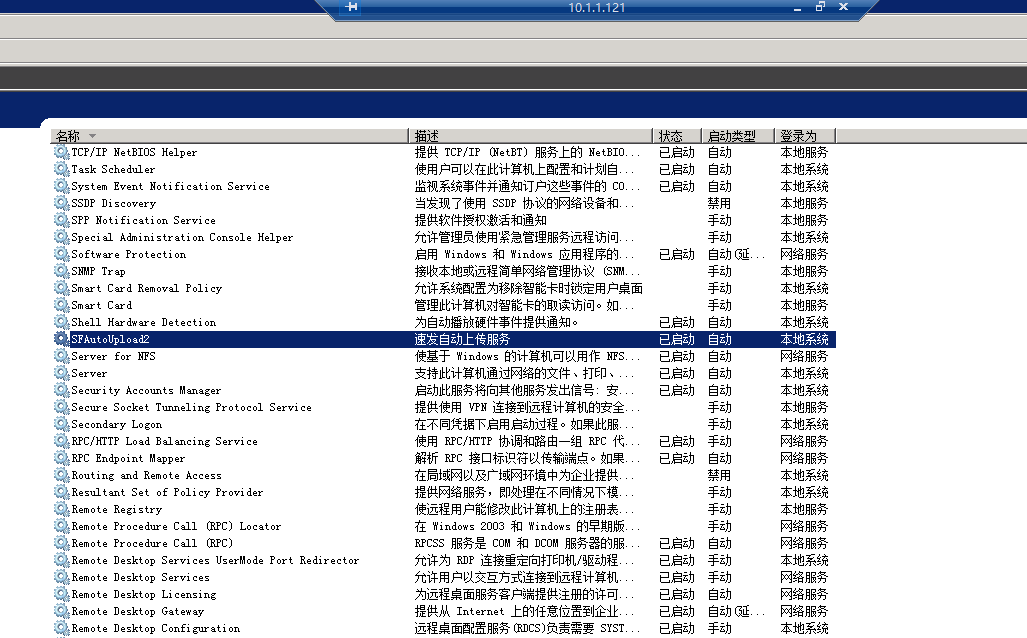 10.1.1.121
名称 描述 状态 启动类型 登录为
TCP/IP NetBIOS Helper 提供 TCP/IP (NetBT) 服务上的 NetBIO... 已启动 自动 本地服务
Task Scheduler 使用户可以在此计算机上配置和计划自... 已启动 自动 本地系统
System Event Notification Service 监视系统事件并通知订户这些事件的 CO... 已启动 自动 本地系统
SSDP Discovery 当发现了使用 SSDP 协议的网络设备和... 禁用 本地服务
SPP Notification Service 提供软件授权激活和通知 手动 本地服务
Special Administration Console Helper 允许管理员使用紧急管理服务远程访问... 手动 本地系统
Software Protection 启用 Windows 和 Windows 应用程序的... 已启动 自动(延... 网络服务
SNMP Trap 接收本地或远程简单网络管理协议 (SNM... 手动 本地服务
Smart Card Removal Policy 允许系统配置为移除智能卡时锁定用户桌面 手动 本地系统
Smart Card 管理此计算机对智能卡的取读访问。如... 手动 本地服务
Shell Hardware Detection 为自动播放硬件事件提供通知。 已启动 自动 本地系统
SFAutoUpload2 速发自动上传服务 已启动 自动 本地系统
Server for NFS 使基于 Windows 的计算机可以用作 NFS... 已启动 自动 网络服务
Server 支持此计算机通过网络的文件、打印、... 已启动 自动 本地系统
Security Accounts Manager 启动此服务将向其他服务发出信号: 安... 已启动 自动 本地系统
Secure Socket Tunneling Protocol Service 提供使用 VPN 连接到远程计算机的安全... 手动 本地服务
Secondary Logon 在不同凭据下启用启动过程。如果此服... 手动 本地系统
RPC/HTTP Load Balancing Service 使用 RPC/HTTP 协调和路由一组 RPC 代... 已启动 手动 网络服务
RPC Endpoint Mapper 解析 RPC 接口标识符以传输端点。如果... 已启动 自动 网络服务
Routing and Remote Access 在局域网以及广域网环境中为企业提供... 禁用 本地系统
Resultant Set of Policy Provider 提供网络服务，即处理在不同情况下模... 手动 本地系统
Remote Registry 使远程用户能修改此计算机上的注册表... 手动 本地服务
Remote Procedure Call (RPC) Locator 在 Windows 2003 和 Windows 的早期版... 手动 网络服务
Remote Procedure Call (RPC) RPCSS 服务是 COM 和 DCOM 服务器的服... 已启动 自动 网络服务
Remote Desktop Services UserMode Port Redirector 允许为 RDP 连接重定向打印机/驱动程... 已启动 手动 本地系统
Remote Desktop Services 允许用户以交互方式连接到远程计算机... 已启动 手动 网络服务
Remote Desktop Licensing 为远程桌面服务客户端提供注册的许可... 已启动 自动 网络服务
Remote Desktop Gateway 提供从 Internet 上的任意位置到企业... 已启动 自动(延... 网络服务
Remote Desktop Configuration 远程桌面配置服务(RDCS)负责需要 SYST... 已启动 手动 本地系统